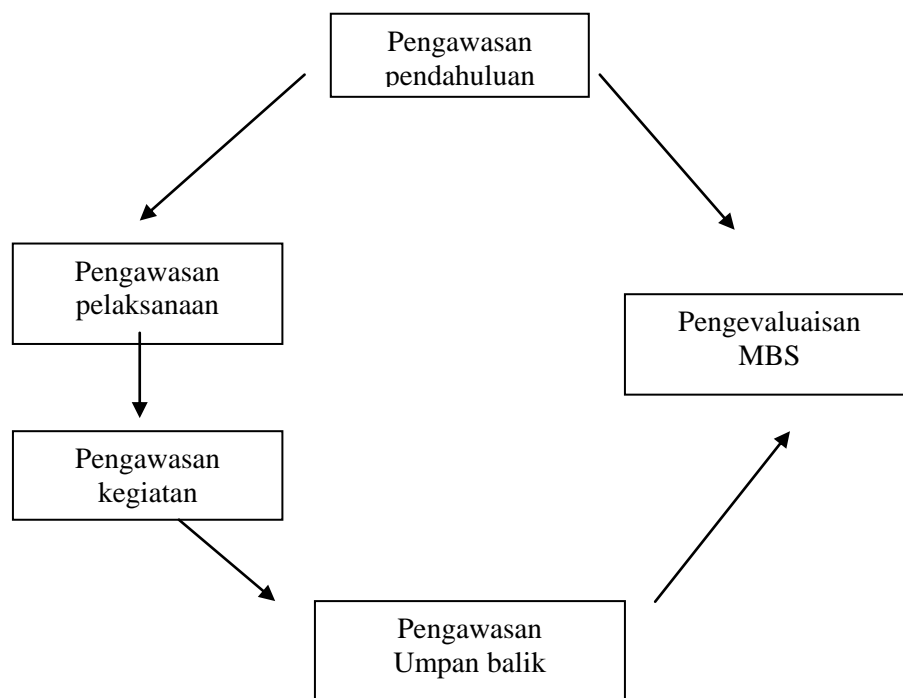 Pengawasan
pendahuluan
Pengawasan
pelaksanaan
Pengevaluaisan
MBS
Pengawasan
kegiatan
Pengawasan
Umpan balik